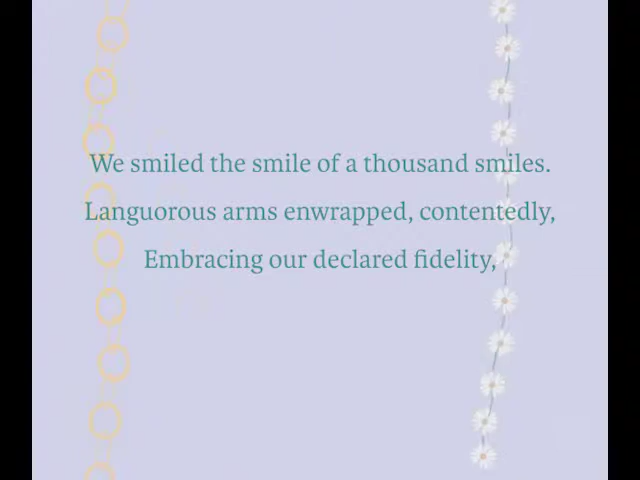 We smiled the smile of a thousand smiles.
Languorous arms enwrapped, contentedly,
Embracing our declared fidelity,